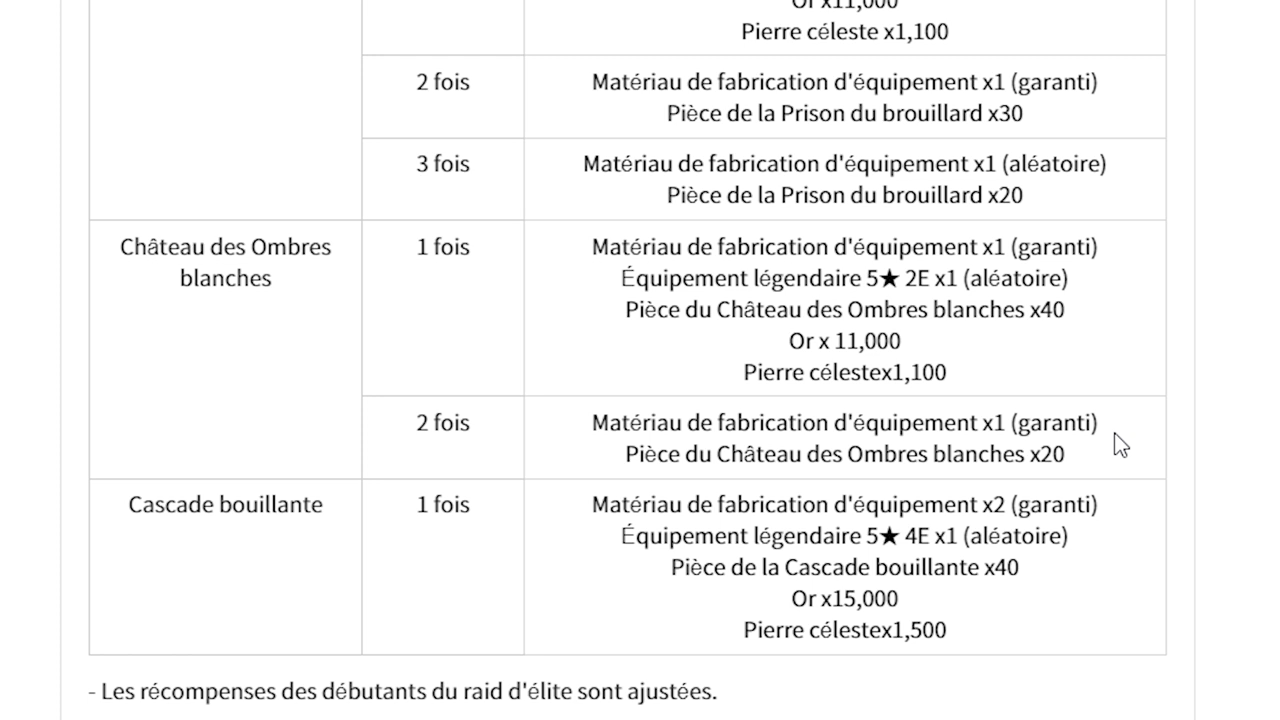 Or x11,000
Pierre céleste x1,100
2 fois
Matériau de fabrication d'équipement x1 (garanti)
Pièce de la Prison du brouillard x30
3 fois
Matériau de fabrication d'équipement x1 (aléatoire)
Pièce de la Prison du brouillard x20
Château des Ombres
blanches
1 fois
Matériau de fabrication d'équipement x1 (garanti)
Équipement légendaire 5★ 2E x1 (aléatoire)
Pièce du Château des Ombres blanches x40
Or x 11,000
Pierre célestex1,100
2 fois
Matériau de fabrication d'équipement x1 (garanti)
Pièce du Château des Ombres blanches x20
Cascade bouillante
1 fois
Matériau de fabrication d'équipement x2 (garanti)
Équipement légendaire 5★ 4E x1 (aléatoire)
Pièce de la Cascade bouillante x40
Or x15,000
Pierre célestex1,500
- Les récompenses des débutants du raid d'élite sont ajustées.